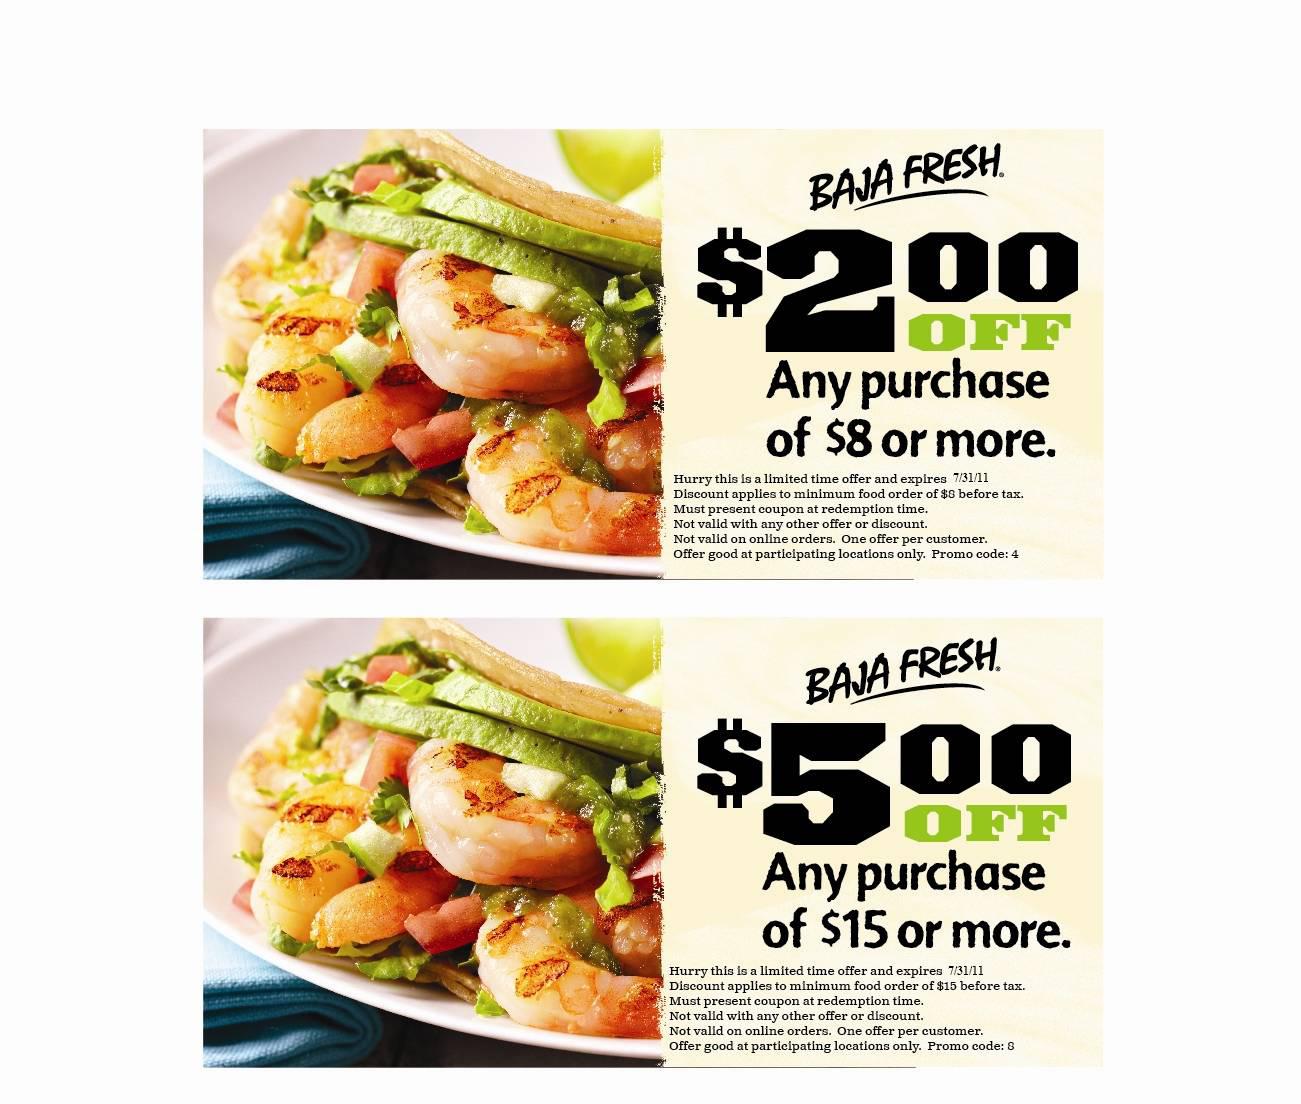 BAJA FRESH®
$2 00
OFF
Any purchase
of $8 or more.
Hurry this is a limited time offer and expires 7/31/11
Discount applies to minimum food order of $8 before tax.
Must present coupon at redemption time.
Not valid with any other offer or discount.
Not valid on online orders. One offer per customer.
Offer good at participating locations only. Promo code: 4
BAJA FRESH®
$5 00
OFF
Any purchase
of $15 or more.
Hurry this is a limited time offer and expires 7/31/11
Discount applies to minimum food order of $15 before tax.
Must present coupon at redemption time.
Not valid with any other offer or discount.
Not valid on online orders. One offer per customer.
Offer good at participating locations only. Promo code: 8